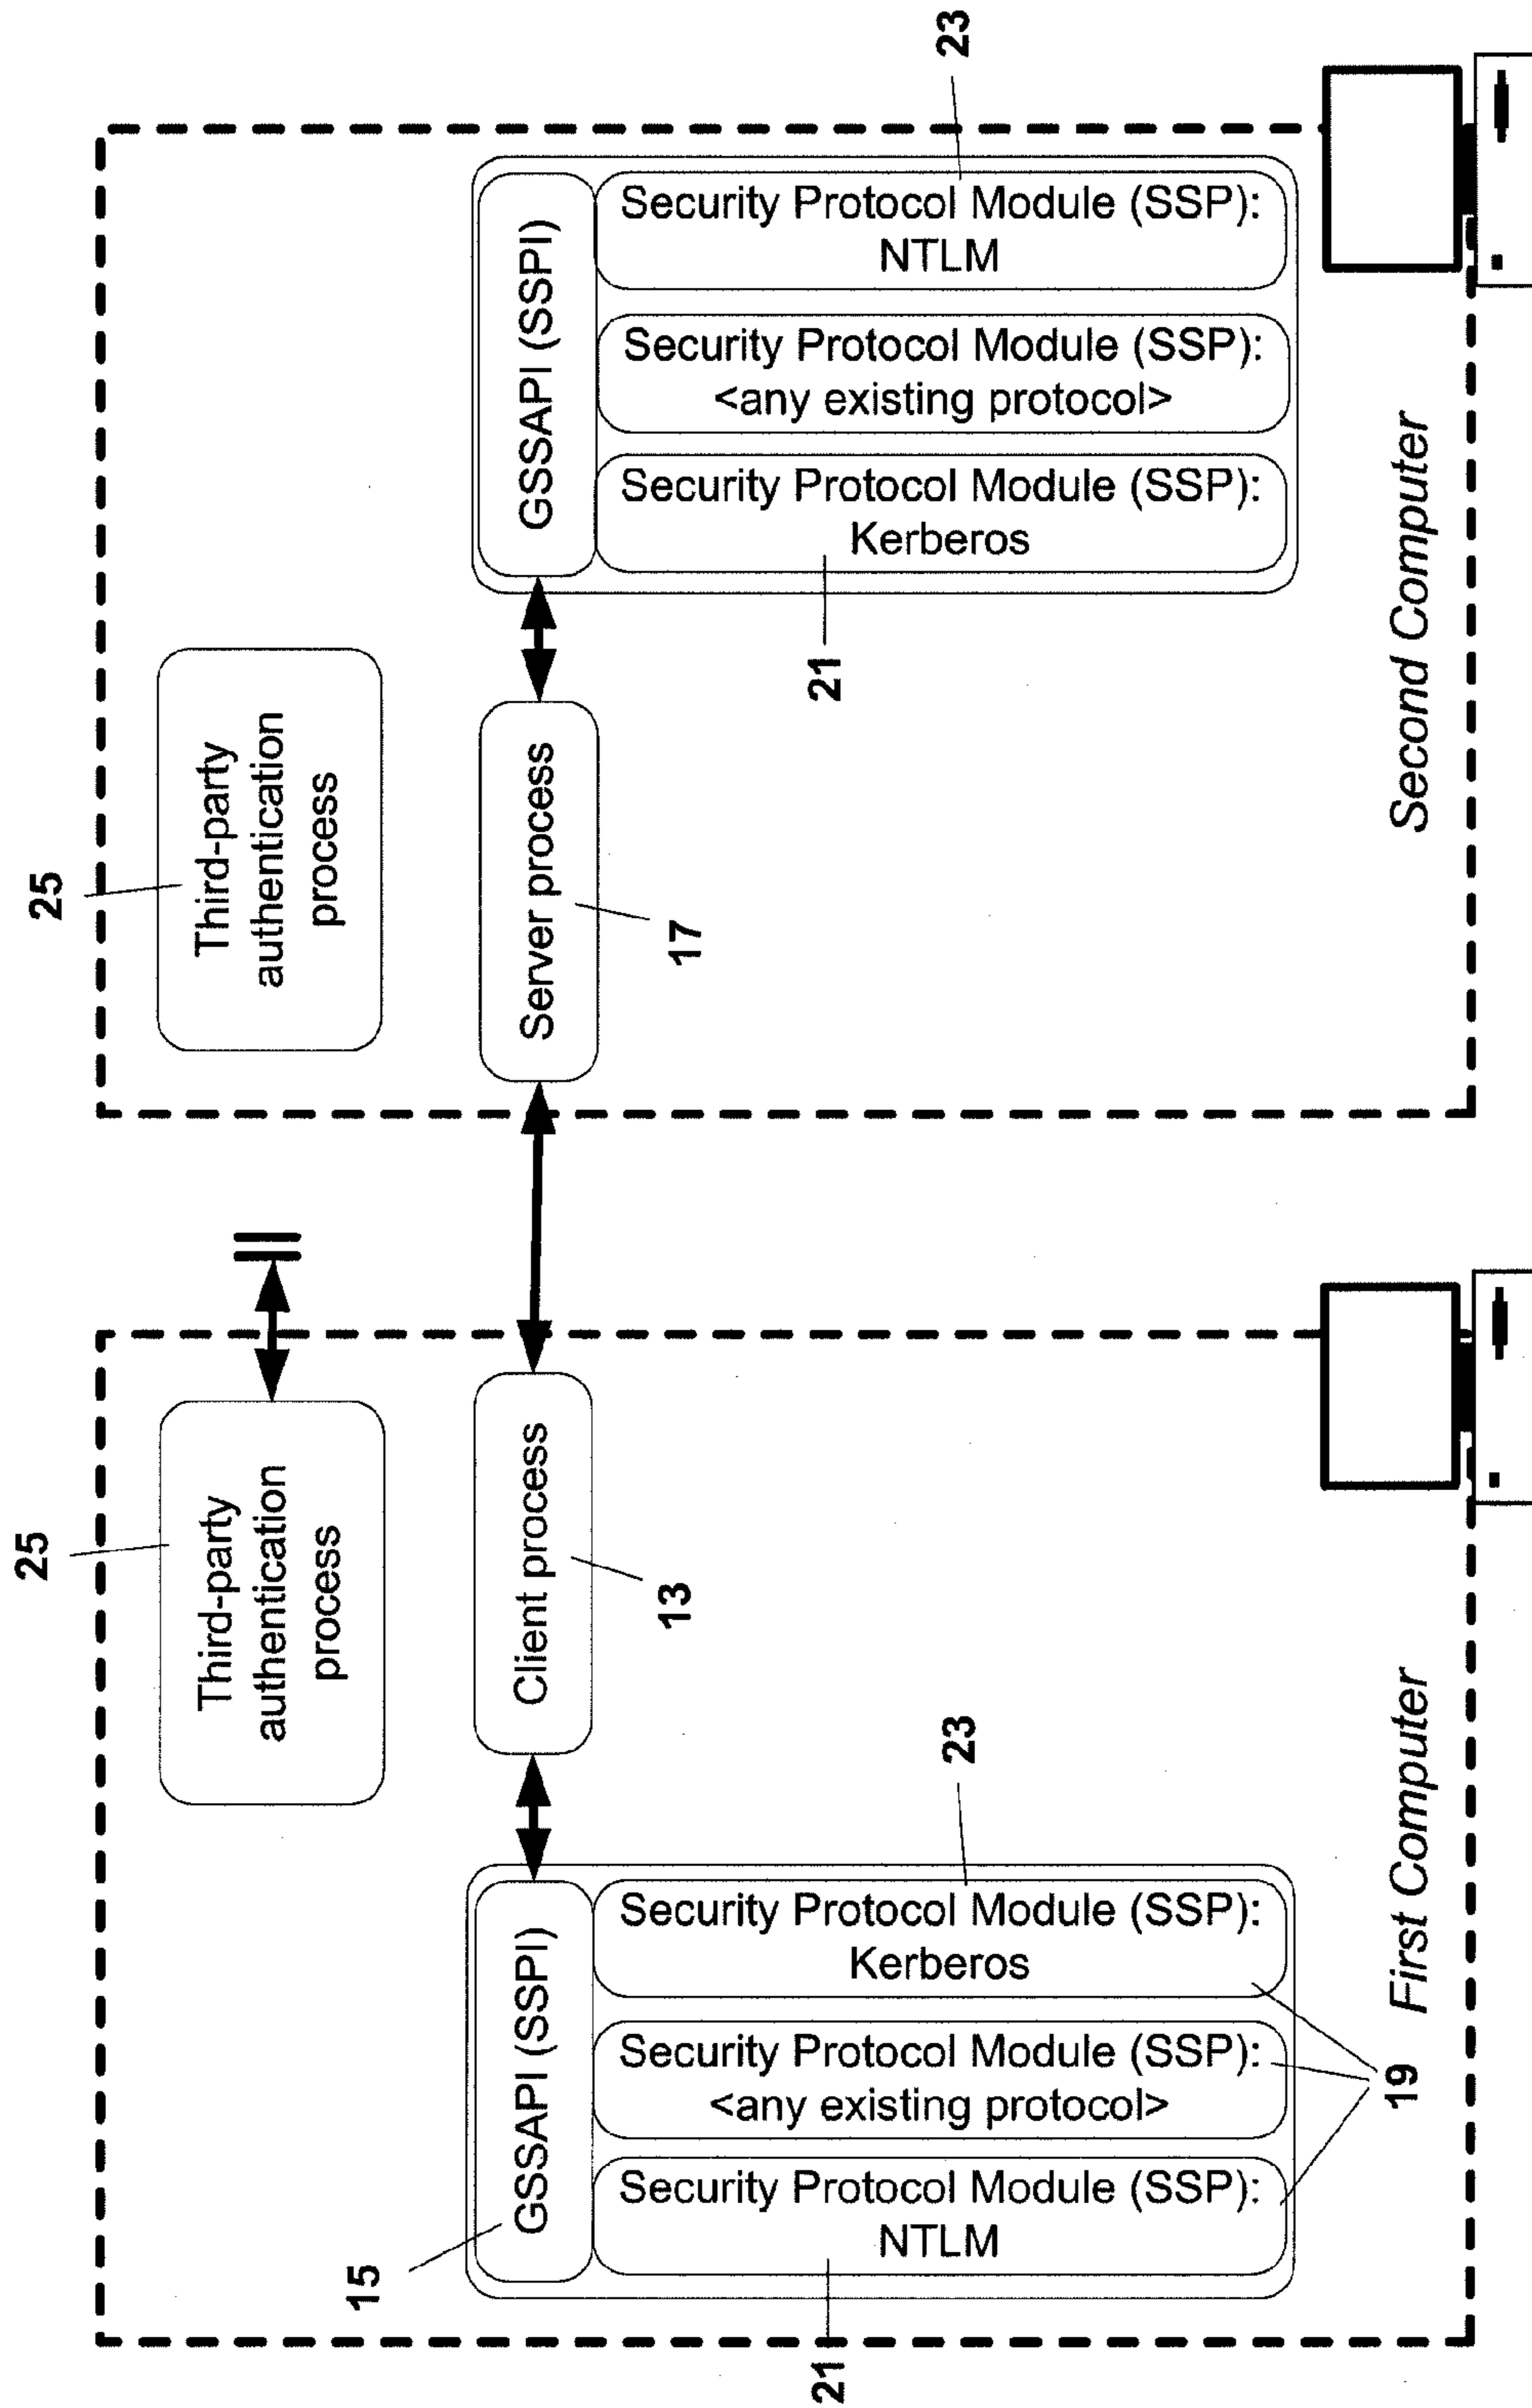 25
Third-party
authentication
process
GSSAPI (SSPI)
15
Client process
13
Security Protocol Module (SSP):
NTLM
21
Security Protocol Module (SSP):
<any existing protocol>
Security Protocol Module (SSP):
Kerberos
23
19
First Computer
25
Third-party
authentication
process
Server process
17
GSSAPI (SSPI)
Security Protocol Module (SSP):
Kerberos
21
Security Protocol Module (SSP):
<any existing protocol>
Security Protocol Module (SSP):
NTLM
23
Second Computer